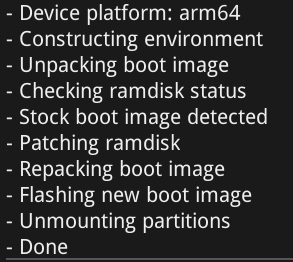 - Device platform: arm64
- Constructing environment
- Unpacking boot image
- Checking ramdisk status
- Stock boot image detected
- Patching ramdisk
- Repacking boot image
- Flashing new boot image
- Unmounting partitions
- Done